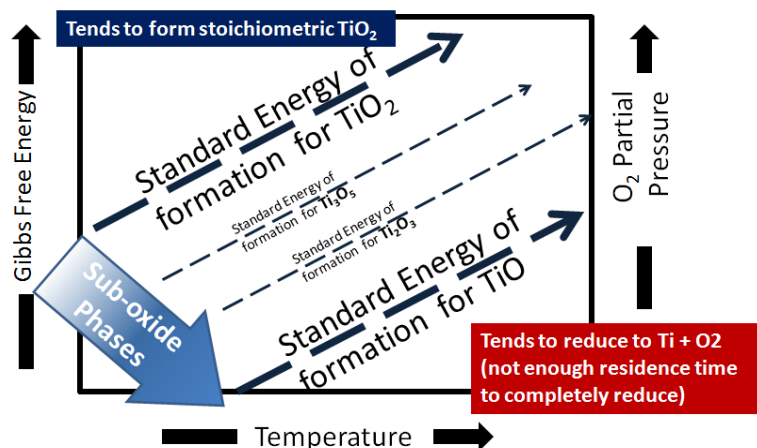 Tends to form stoichiometric TiO₂
Gibbs Free Energy
Standard Energy of
formation for TiO₂
Standard Energy of
formation for Ti₃O₅
Standard Energy of
formation for Ti₂O₃
Standard Energy of
formation for TiO
Sub-oxide
Phases
O₂ Partial
Pressure
Tends to reduce to Ti + O2
(not enough residence time
to completely reduce)
Temperature